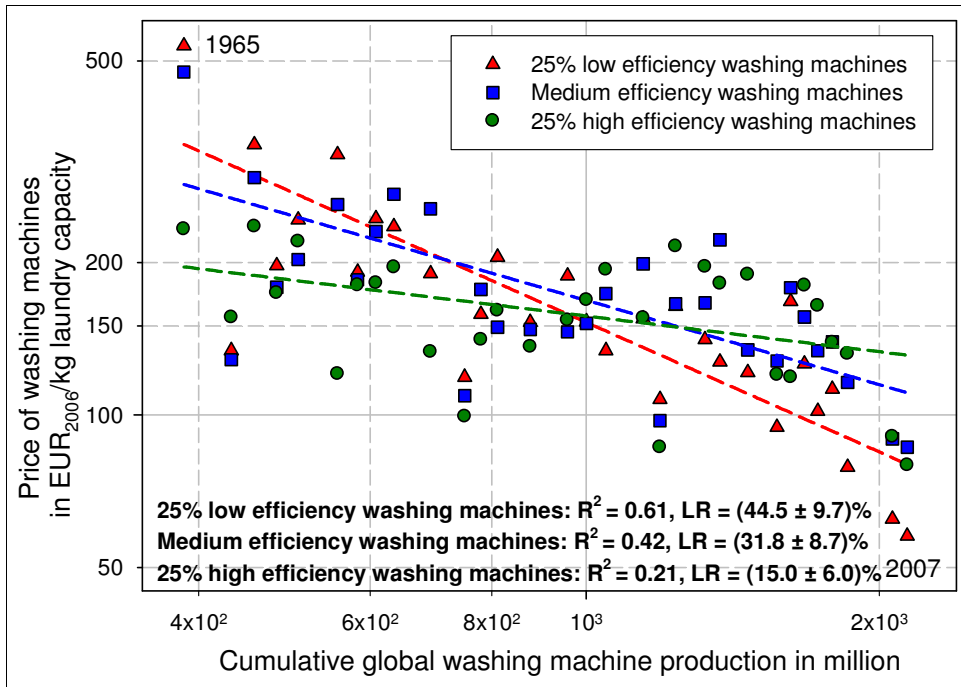 500
200
150
100
50
Price of washing machines
in EUR₂₀₀₆/kg laundry capacity
1965
25% low efficiency washing machines
Medium efficiency washing machines
25% high efficiency washing machines
25% low efficiency washing machines: R² = 0.61, LR = (44.5 ± 9.7)%
Medium efficiency washing machines: R² = 0.42, LR = (31.8 ± 8.7)%
25% high efficiency washing machines: R² = 0.21, LR = (15.0 ± 6.0)%
2007
4x10² 6x10² 8x10² 10³ 2x10³
Cumulative global washing machine production in million